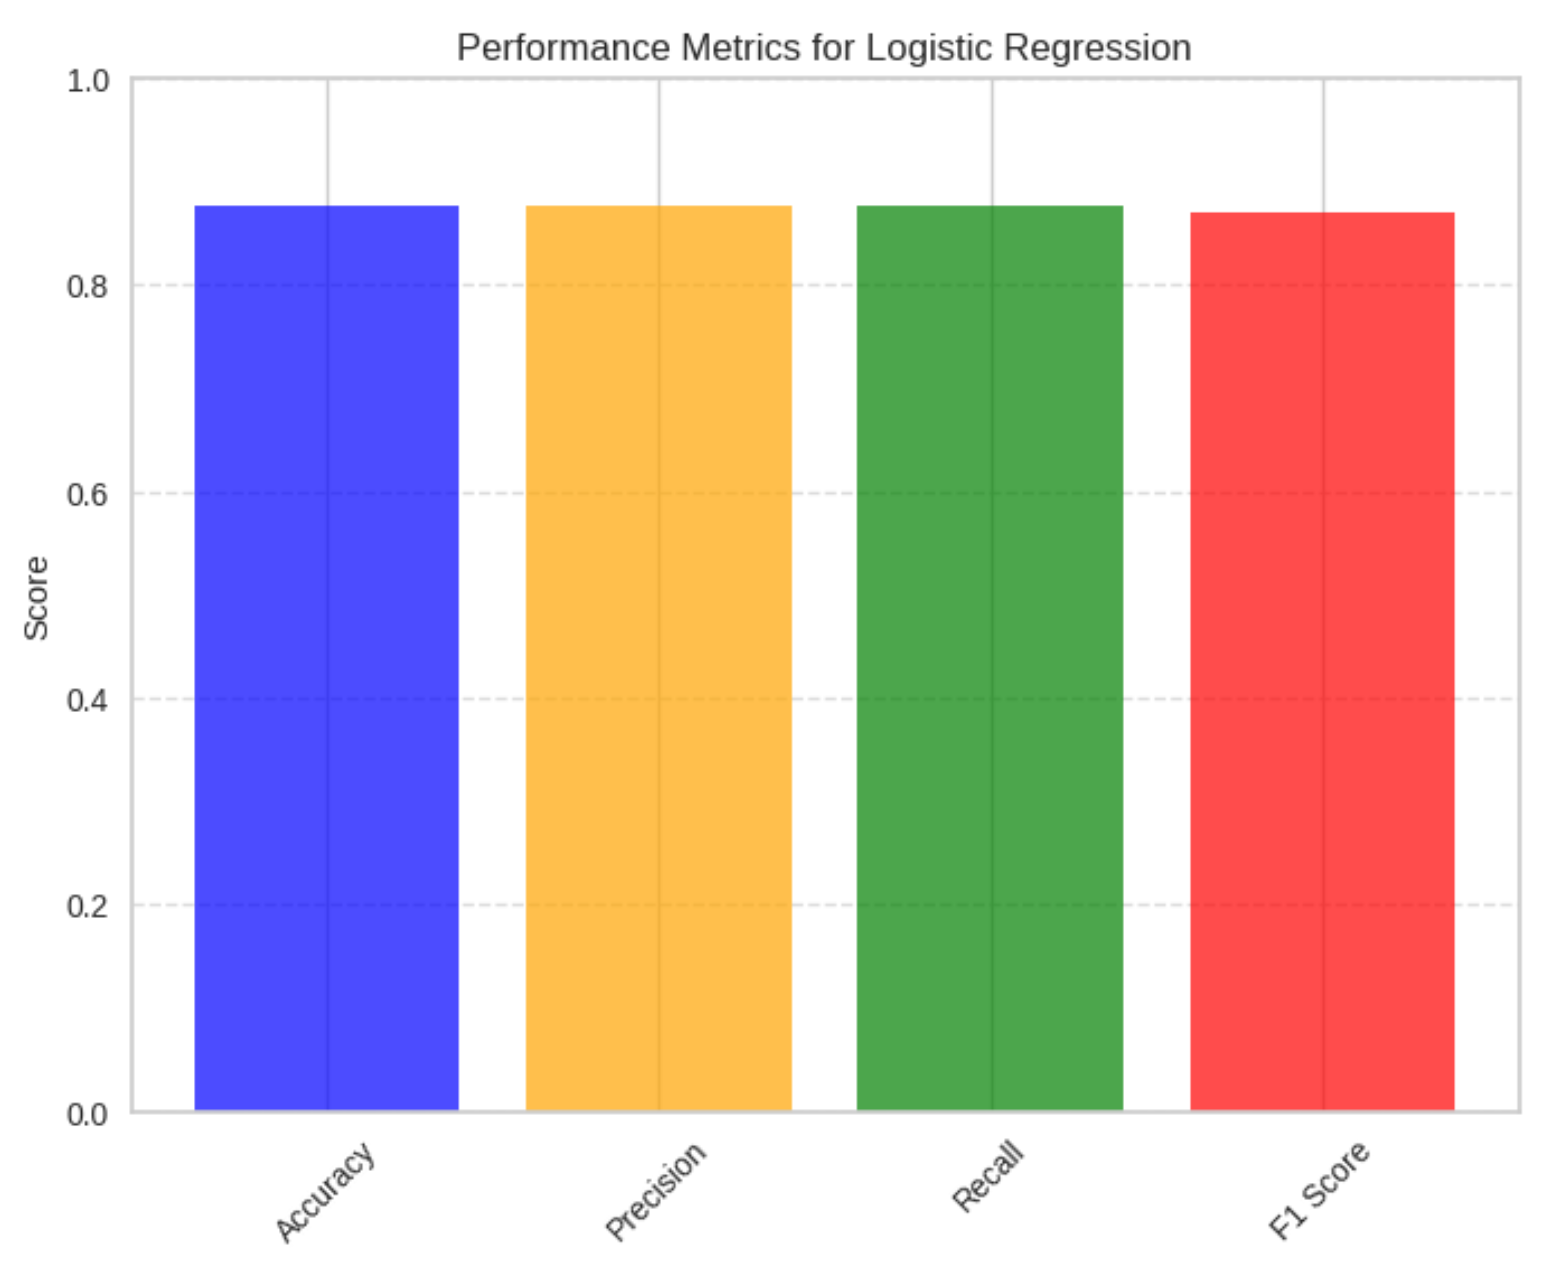 Performance Metrics for Logistic Regression
1.0
0.8
0.6
0.4
0.2
0.0
Score
Accuracy
Precision
Recall
F1 Score